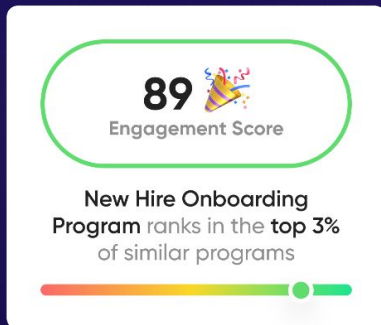 89
Engagement Score
New Hire Onboarding
Program ranks in the top 3%
of similar programs